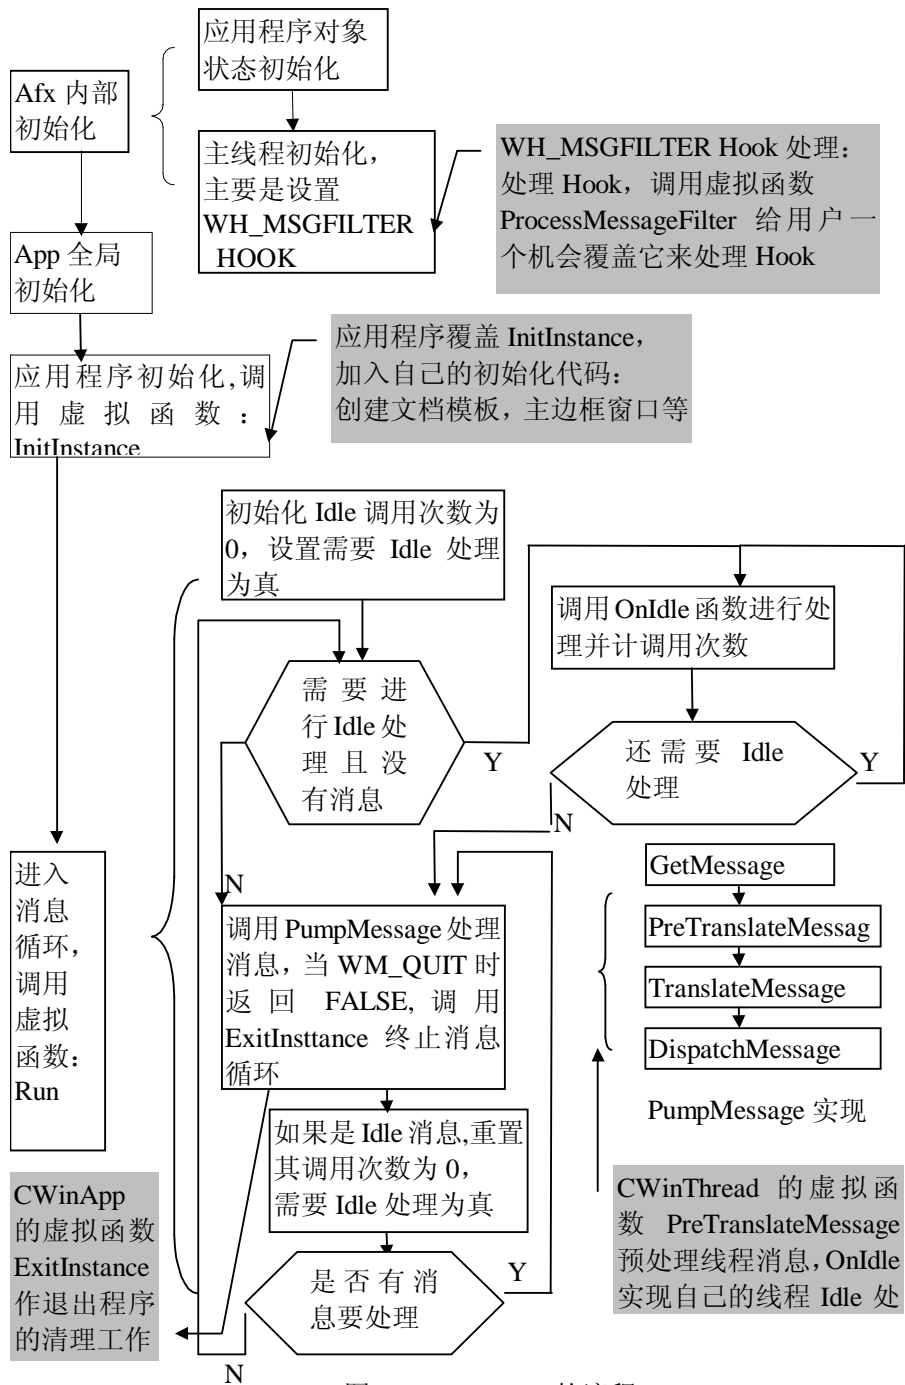 应用程序对象
状态初始化
Afx 内部
初始化
主线程初始化，
主要是设置
WH_MSGFILTER
HOOK
WH_MSGFILTER Hook 处理：
处理 Hook，调用虚拟函数
ProcessMessageFilter 给用户一
个机会覆盖它来处理 Hook
App 全局
初始化
应用程序覆盖 InitInstance，
加入自己的初始化代码：
创建文档模板，主边框窗口等
应用程序初始化,调
用虚拟函数：
InitInstance
初始化 Idle 调用次数为
0，设置需要 Idle 处理
为真
调用 OnIdle 函数进行处
理并计调用次数
需要进
行 Idle 处
理且没
有消息
Y
还需要 Idle
处理
Y
N
N
进入
消息
循环，
调用
虚拟
函数：
Run
调用 PumpMessage 处理
消息，当 WM_QUIT 时
返回 FALSE, 调用
ExitInsttance 终止消息
循环
GetMessage
PreTranslateMessag
TranslateMessage
DispatchMessage
PumpMessage 实现
如果是 Idle 消息,重置
其调用次数为 0，
需要 Idle 处理为真
CWinApp
的虚拟函数
ExitInstance
作退出程序
的清理工作
CWinThread 的虚拟函
数 PreTranslateMessage
预处理线程消息，OnIdle
实现自己的线程 Idle 处
是否有消
息要处理
Y
N